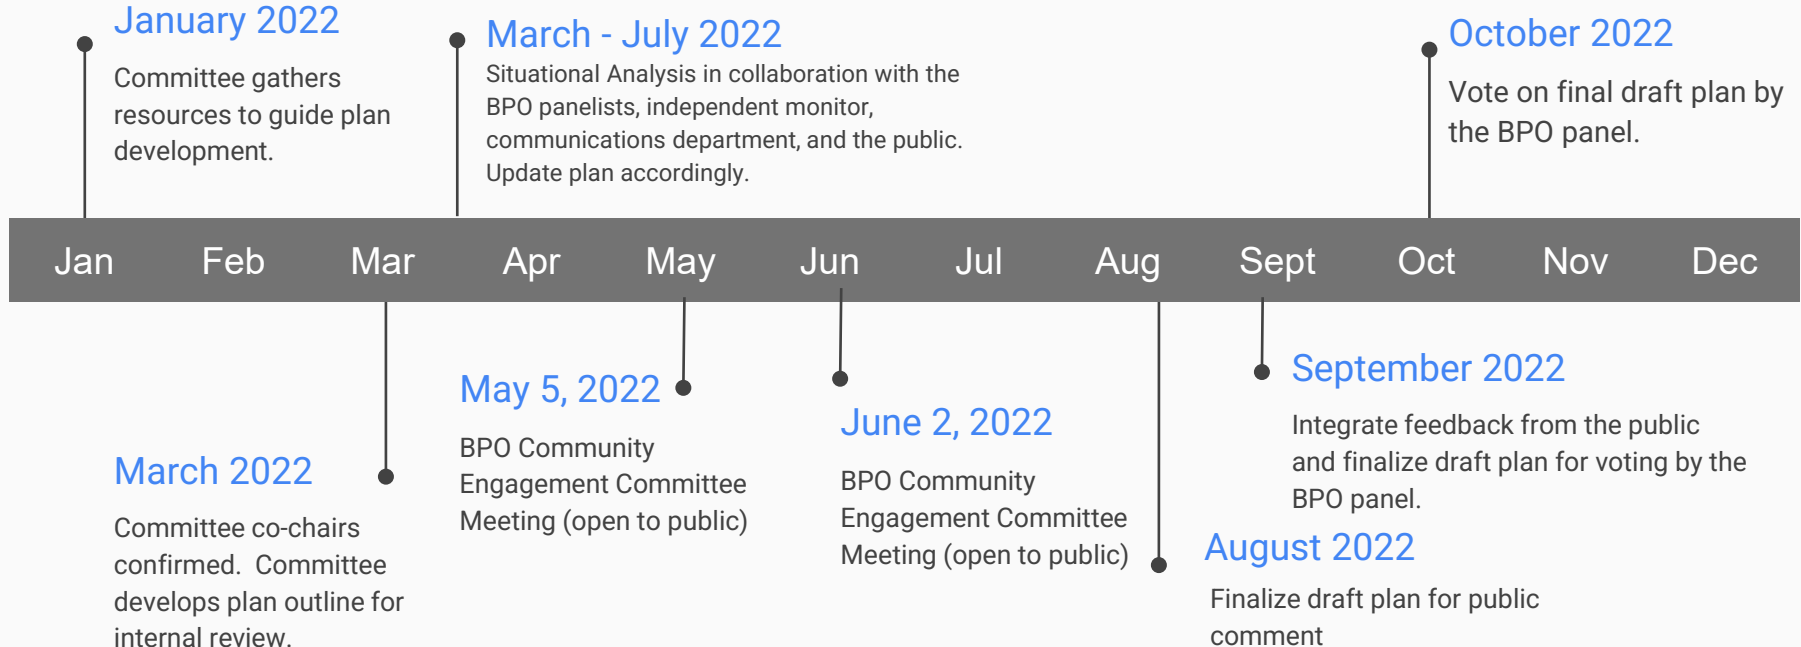 January 2022
Committee gathers
resources to guide plan
development.
March - July 2022
Situational Analysis in collaboration with the
BPO panelists, independent monitor,
communications department, and the public.
Update plan accordingly.
October 2022
Vote on final draft plan by
the BPO panel.
Jan Feb Mar Apr May Jun Jul Aug Sept Oct Nov Dec
March 2022
Committee co-chairs
confirmed.  Committee
develops plan outline for
internal review.
May 5, 2022
BPO Community
Engagement Committee
Meeting (open to public)
June 2, 2022
BPO Community
Engagement Committee
Meeting (open to public)
September 2022
Integrate feedback from the public
and finalize draft plan for voting by the
BPO panel.
August 2022
Finalize draft plan for public
comment